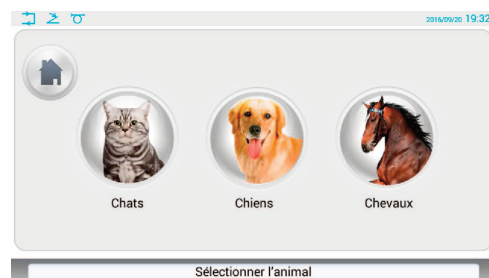 2016/09/20 19:32
Chats
Chiens
Chevaux
Sélectionner l'animal